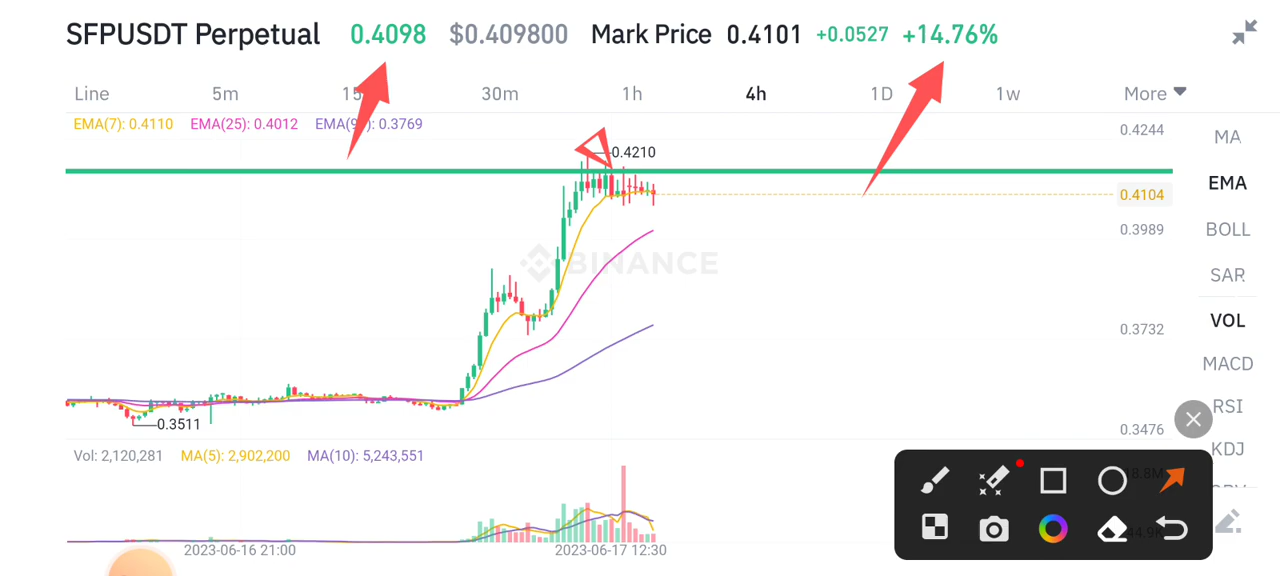 SFPUSDT Perpetual 0.4098 $0.409800 Mark Price 0.4101 +0.0527 +14.76%
Line 5m 30m 1h 4h 1D 1w More
EMA(7): 0.4110 EMA(25): 0.4012 0.3769
0.4244
MA
0.4210
EMA
0.4104
0.3989
BOLL
BINANCE
SAR
VOL
0.3732
MACD
RSI
0.3511
0.3476
KDJ
Vol: 2,120,281 MA(5): 2,902,200 MA(10): 5,243,551
2023-06-16 21:00 2023-06-17 12:30